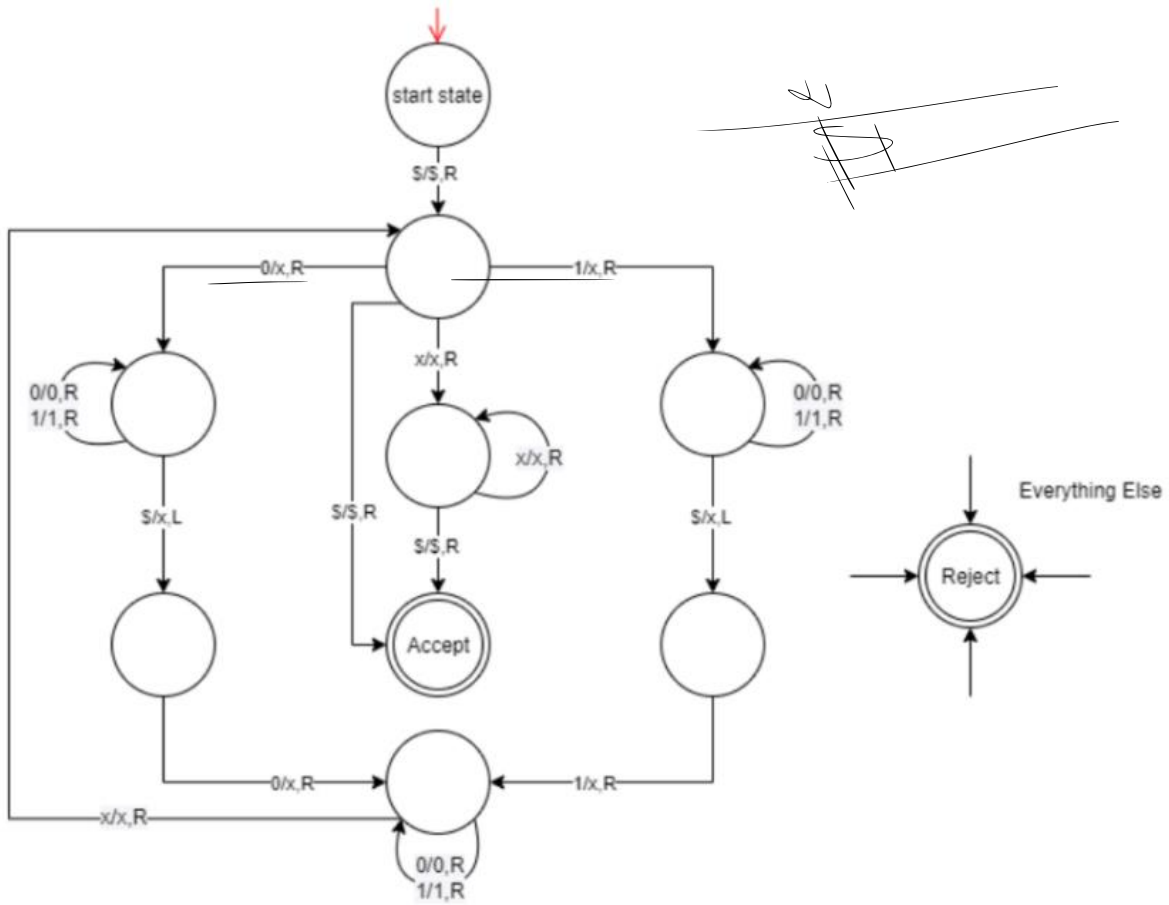 start state
$/$,R
0/x,R
1/x,R
x/x,R
0/0,R
1/1,R
0/0,R
1/1,R
x/x,R
Everything Else
$/x,L
$/$,R
$/x,L
$/$,R
Reject
Accept
0/x,R
1/x,R
x/x,R
0/0,R
1/1,R